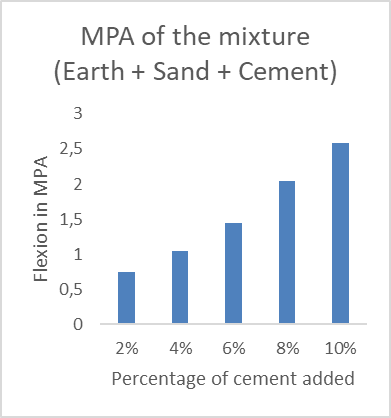 MPA of the mixture
(Earth + Sand + Cement)
Flexion in MPA
3
2,5
2
1,5
1
0,5
0
2% 4% 6% 8% 10%
Percentage of cement added